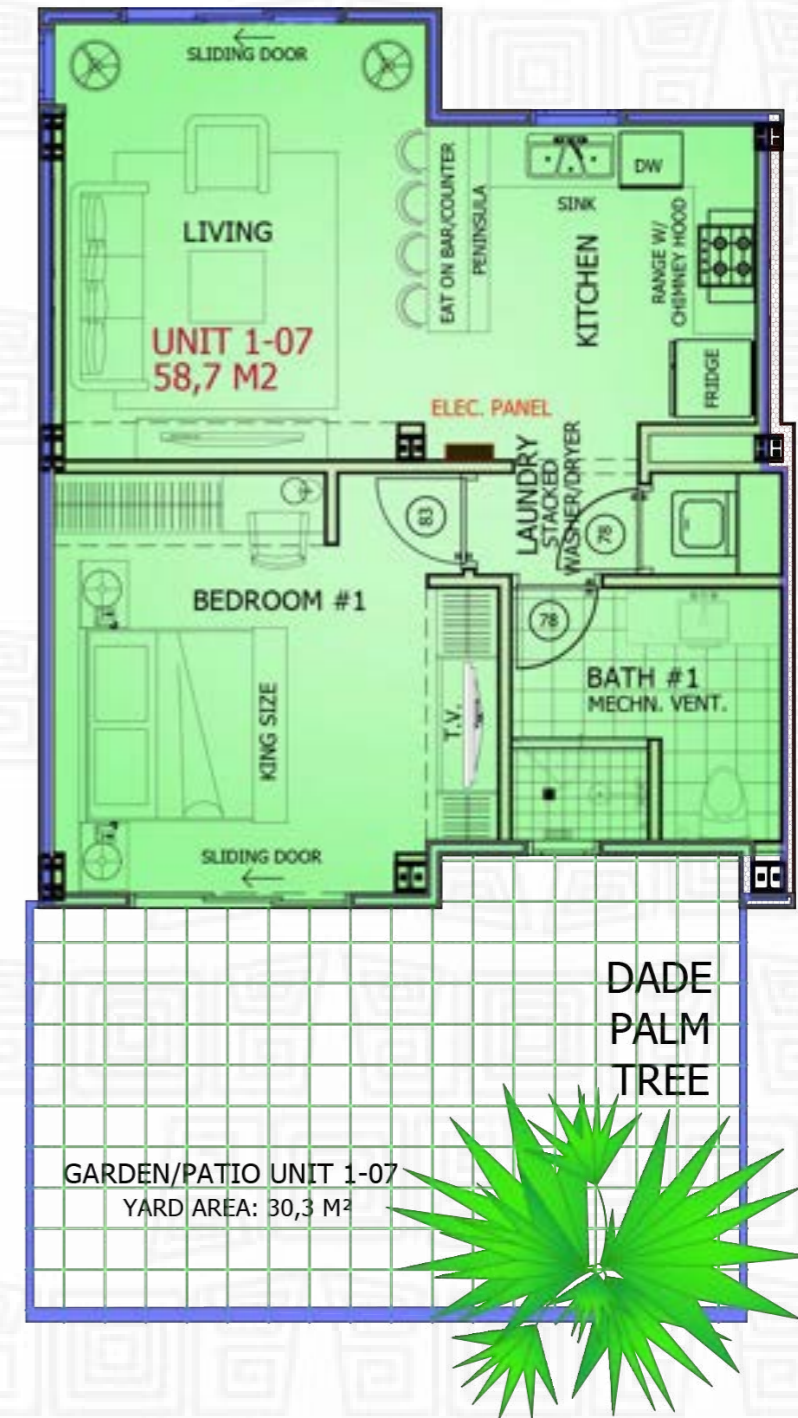 SLIDING DOOR
LIVING
UNIT 1-07
58,7 M2
EAT ON BAR/COUNTER
PENINSULA
SINK
DW
KITCHEN
RANGE W/
CHIMNEY HOOD
FRIDGE
ELEC. PANEL
LAUNDRY
STACKED
WASHER/DRYER
83
78
78
BEDROOM #1
KING SIZE
T.V.
BATH #1
MECHN. VENT.
SLIDING DOOR
DADE
PALM
TREE
GARDEN/PATIO UNIT 1-07
YARD AREA: 30,3 M²